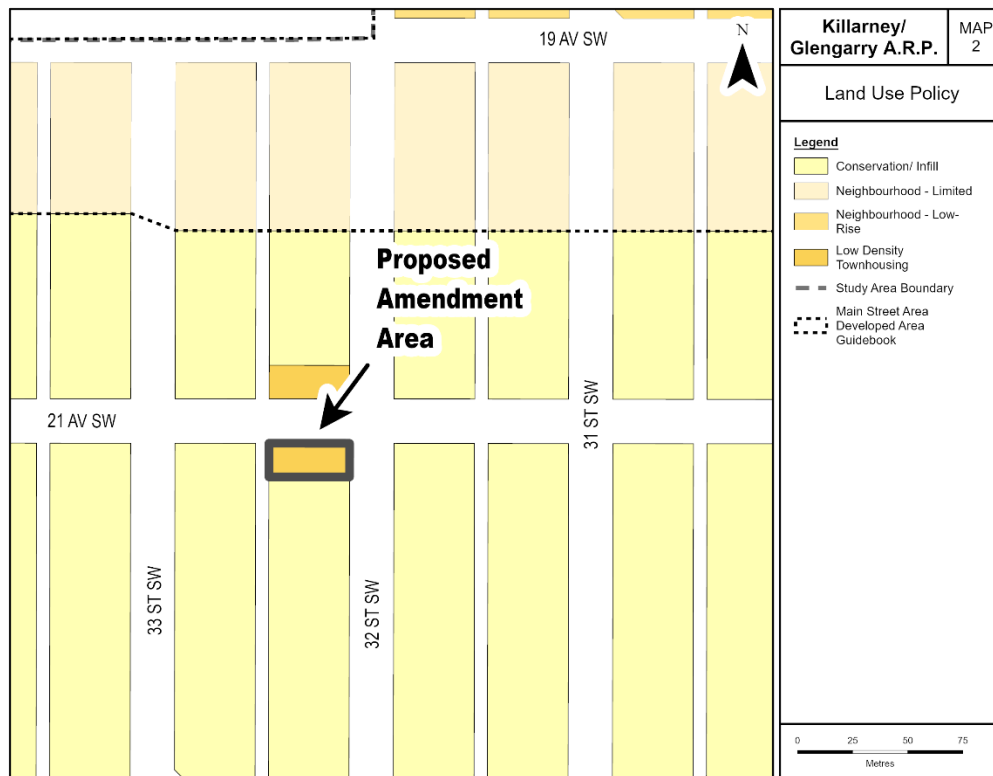 19 AV SW
N
Proposed
Amendment
Area
21 AV SW
31 ST SW
33 ST SW
32 ST SW
Killarney/
Glengarry A.R.P.
MAP
2
Land Use Policy
Legend
Conservation/ Infill
Neighbourhood - Limited
Neighbourhood - Low-
Rise
Low Density
Townhousing
Study Area Boundary
Main Street Area
Developed Area
Guidebook
0 25 50 75
Metres